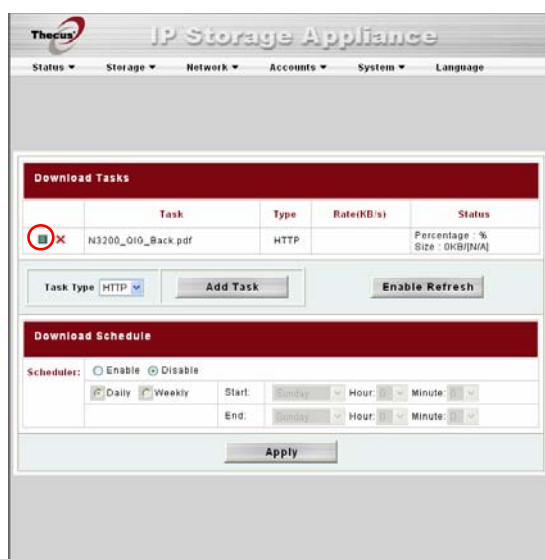 Thecus
IP Storage Appliance
Status Storage Network Accounts System Language
Download Tasks
Task Type Rate(KB/s) Status
N3200_QIG_Back.pdf HTTP Percentage : %
Size : 0KB/[N/A]
Task Type HTTP Add Task Enable Refresh
Download Schedule
Scheduler: Enable Disable
Daily Weekly Start: Sunday Hour: 0 Minute: 0
End: Sunday Hour: 0 Minute: 0
Apply